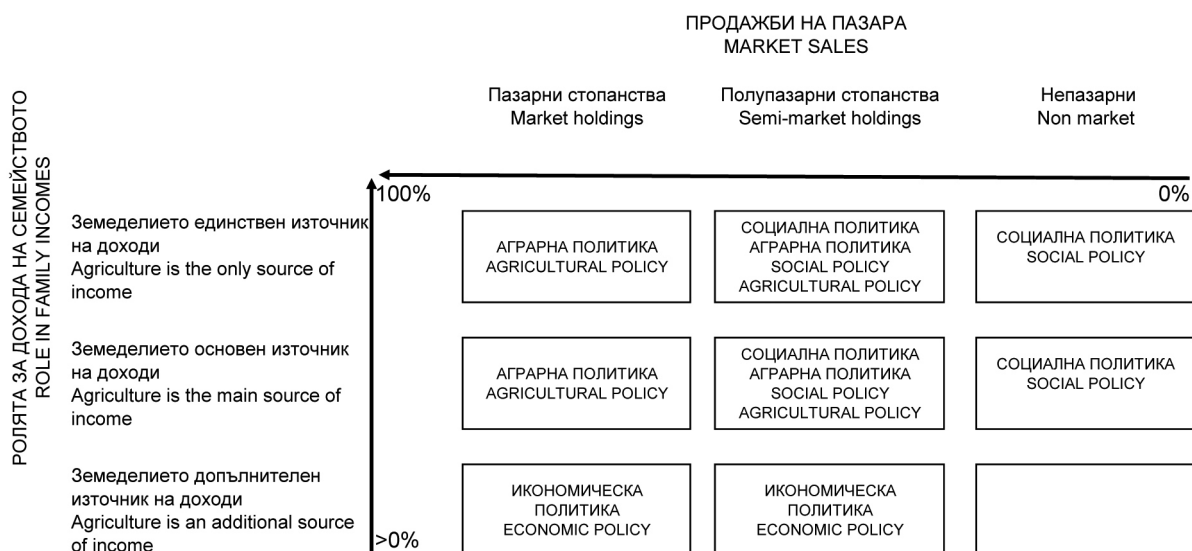 ПРОДАЖБИ НА ПАЗАРА
MARKET SALES
Пазарни стопанства
Market holdings
Полупазарни стопанства
Semi-market holdings
Непазарни
Non market
РОЛЯТА ЗА ДОХОДА НА СЕМЕЙСТВОТО
ROLE IN FAMILY INCOMES
100%
0%
Земеделието единствен източник
на доходи
Agriculture is the only source of
income
АГРАРНА ПОЛИТИКА
AGRICULTURAL POLICY
СОЦИАЛНА ПОЛИТИКА
АГРАРНА ПОЛИТИКА
SOCIAL POLICY
AGRICULTURAL POLICY
СОЦИАЛНА ПОЛИТИКА
SOCIAL POLICY
Земеделието основен източник
на доходи
Agriculture is the main source of
income
АГРАРНА ПОЛИТИКА
AGRICULTURAL POLICY
СОЦИАЛНА ПОЛИТИКА
АГРАРНА ПОЛИТИКА
SOCIAL POLICY
AGRICULTURAL POLICY
СОЦИАЛНА ПОЛИТИКА
SOCIAL POLICY
Земеделието допълнителен
източник на доходи
Agriculture is an additional source
of income
>0%
ИКОНОМИЧЕСКА
ПОЛИТИКА
ECONOMIC POLICY
ИКОНОМИЧЕСКА
ПОЛИТИКА
ECONOMIC POLICY